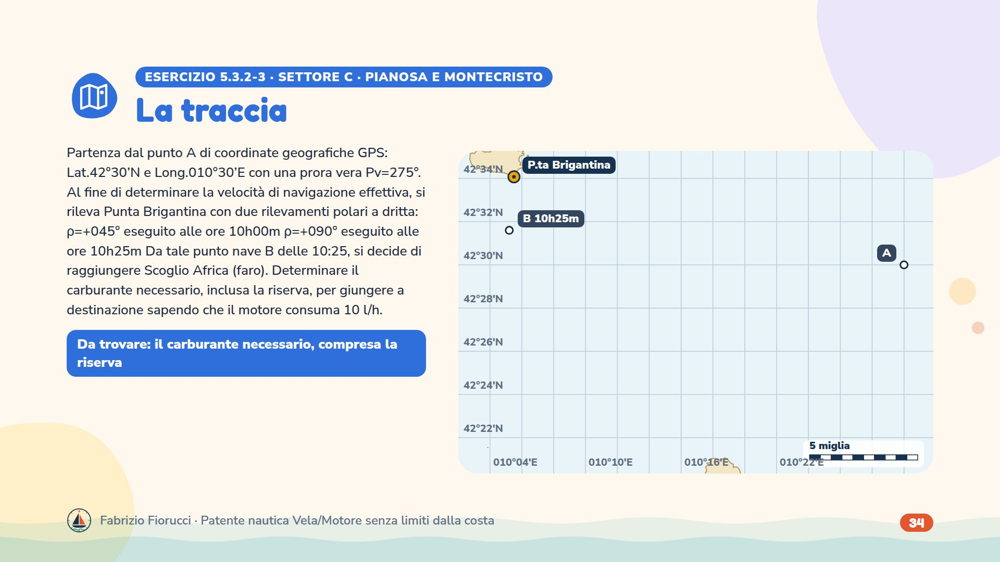 ESERCIZIO 5.3.2-3 · SETTORE C · PIANOSA E MONTECRISTO
La traccia
Partenza dal punto A di coordinate geografiche GPS:
Lat.42°30’N e Long.010°30’E con una prora vera Pv=275°.
Al fine di determinare la velocità di navigazione effettiva, si
rileva Punta Brigantina con due rilevamenti polari a dritta:
ρ=+045° eseguito alle ore 10h00m ρ=+090° eseguito alle
ore 10h25m Da tale punto nave B delle 10:25, si decide di
raggiungere Scoglio Africa (faro). Determinare il
carburante necessario, inclusa la riserva, per giungere a
destinazione sapendo che il motore consuma 10 l/h.
Da trovare: il carburante necessario, compresa la
riserva
P.ta Brigantina
42°34'N
42°32'N
B 10h25m
42°30'N
A
42°28'N
42°26'N
42°24'N
42°22'N
5 miglia
010°04'E
010°10'E
010°16'E
010°22'E
Fabrizio Fiorucci · Patente nautica Vela/Motore senza limiti dalla costa
34